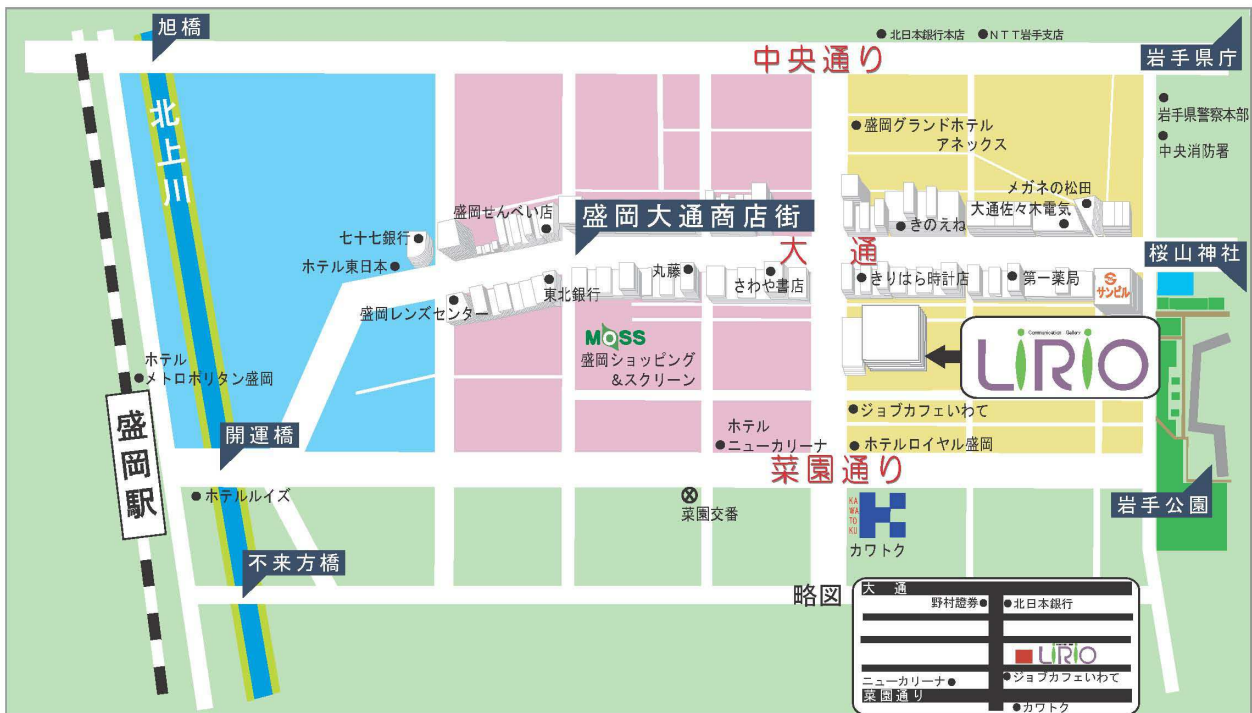 旭橋
北日本銀行本店
NTT岩手支店
岩手県庁
中央通り
北上川
岩手県警察本部
中央消防署
盛岡グランドホテル
アネックス
メガネの松田
大通佐々木電気
きのえね
盛岡せんべい店
盛岡大通商店街
七十七銀行
ホテル東日本
大通
桜山神社
丸藤
さわや書店
きりはら時計店
第一薬局
S
サンビル
東北銀行
盛岡レンズセンター
MOSS
盛岡ショッピング
&スクリーン
Communication Gallery
LiRiO
ホテル
メトロポリタン盛岡
盛岡駅
開運橋
ジョブカフェいわて
ホテル
ニューカリーナ
ホテルロイヤル盛岡
菜園通り
ホテルルイズ
菜園交番
KA
WA
TO
KU
カワトク
岩手公園
不来方橋
略図
大通
野村證券
北日本銀行
LiRiO
ニューカリーナ
ジョブカフェいわて
菜園通り
カワトク